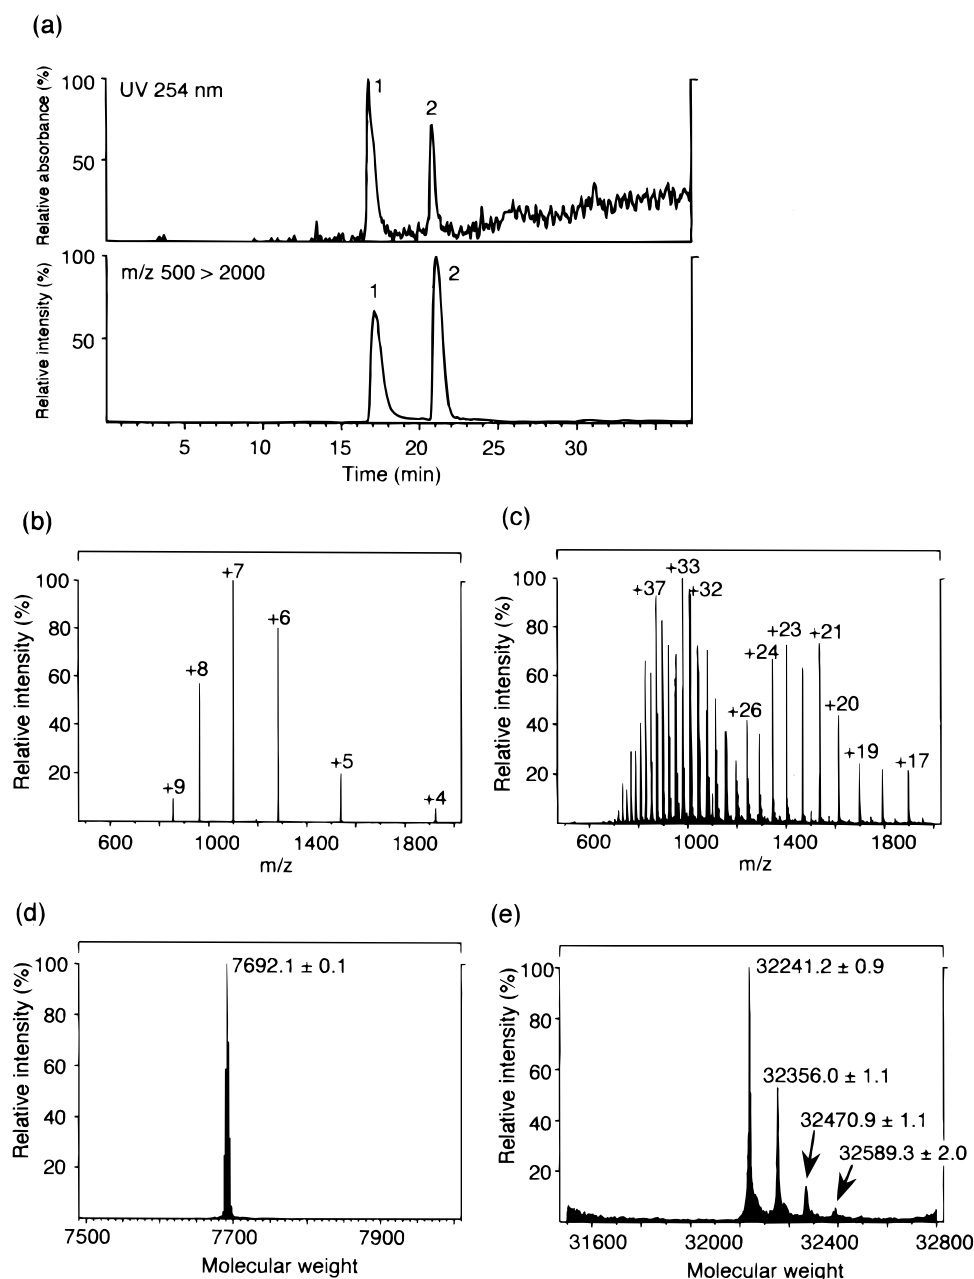 (a)
Relative absorbance (%)
100
50
0
UV 254 nm
1
2
Relative intensity (%)
100
50
m/z 500 > 2000
1
2
5 10 15 20 25 30
Time (min)
(b)
Relative intensity (%)
100
80
60
40
20
+9
+8
+7
+6
+5
+4
600 1000 1400 1800
m/z
(c)
Relative intensity (%)
100
80
60
40
20
+37
+33
+32
+26
+24
+23
+21
+20
+19
+17
600 1000 1400 1800
m/z
(d)
Relative intensity (%)
100
80
60
40
20
7692.1 ± 0.1
7500 7700 7900
Molecular weight
(e)
Relative intensity (%)
100
80
60
40
20
32241.2 ± 0.9
32356.0 ± 1.1
32470.9 ± 1.1
32589.3 ± 2.0
31600 32000 32400 32800
Molecular weight